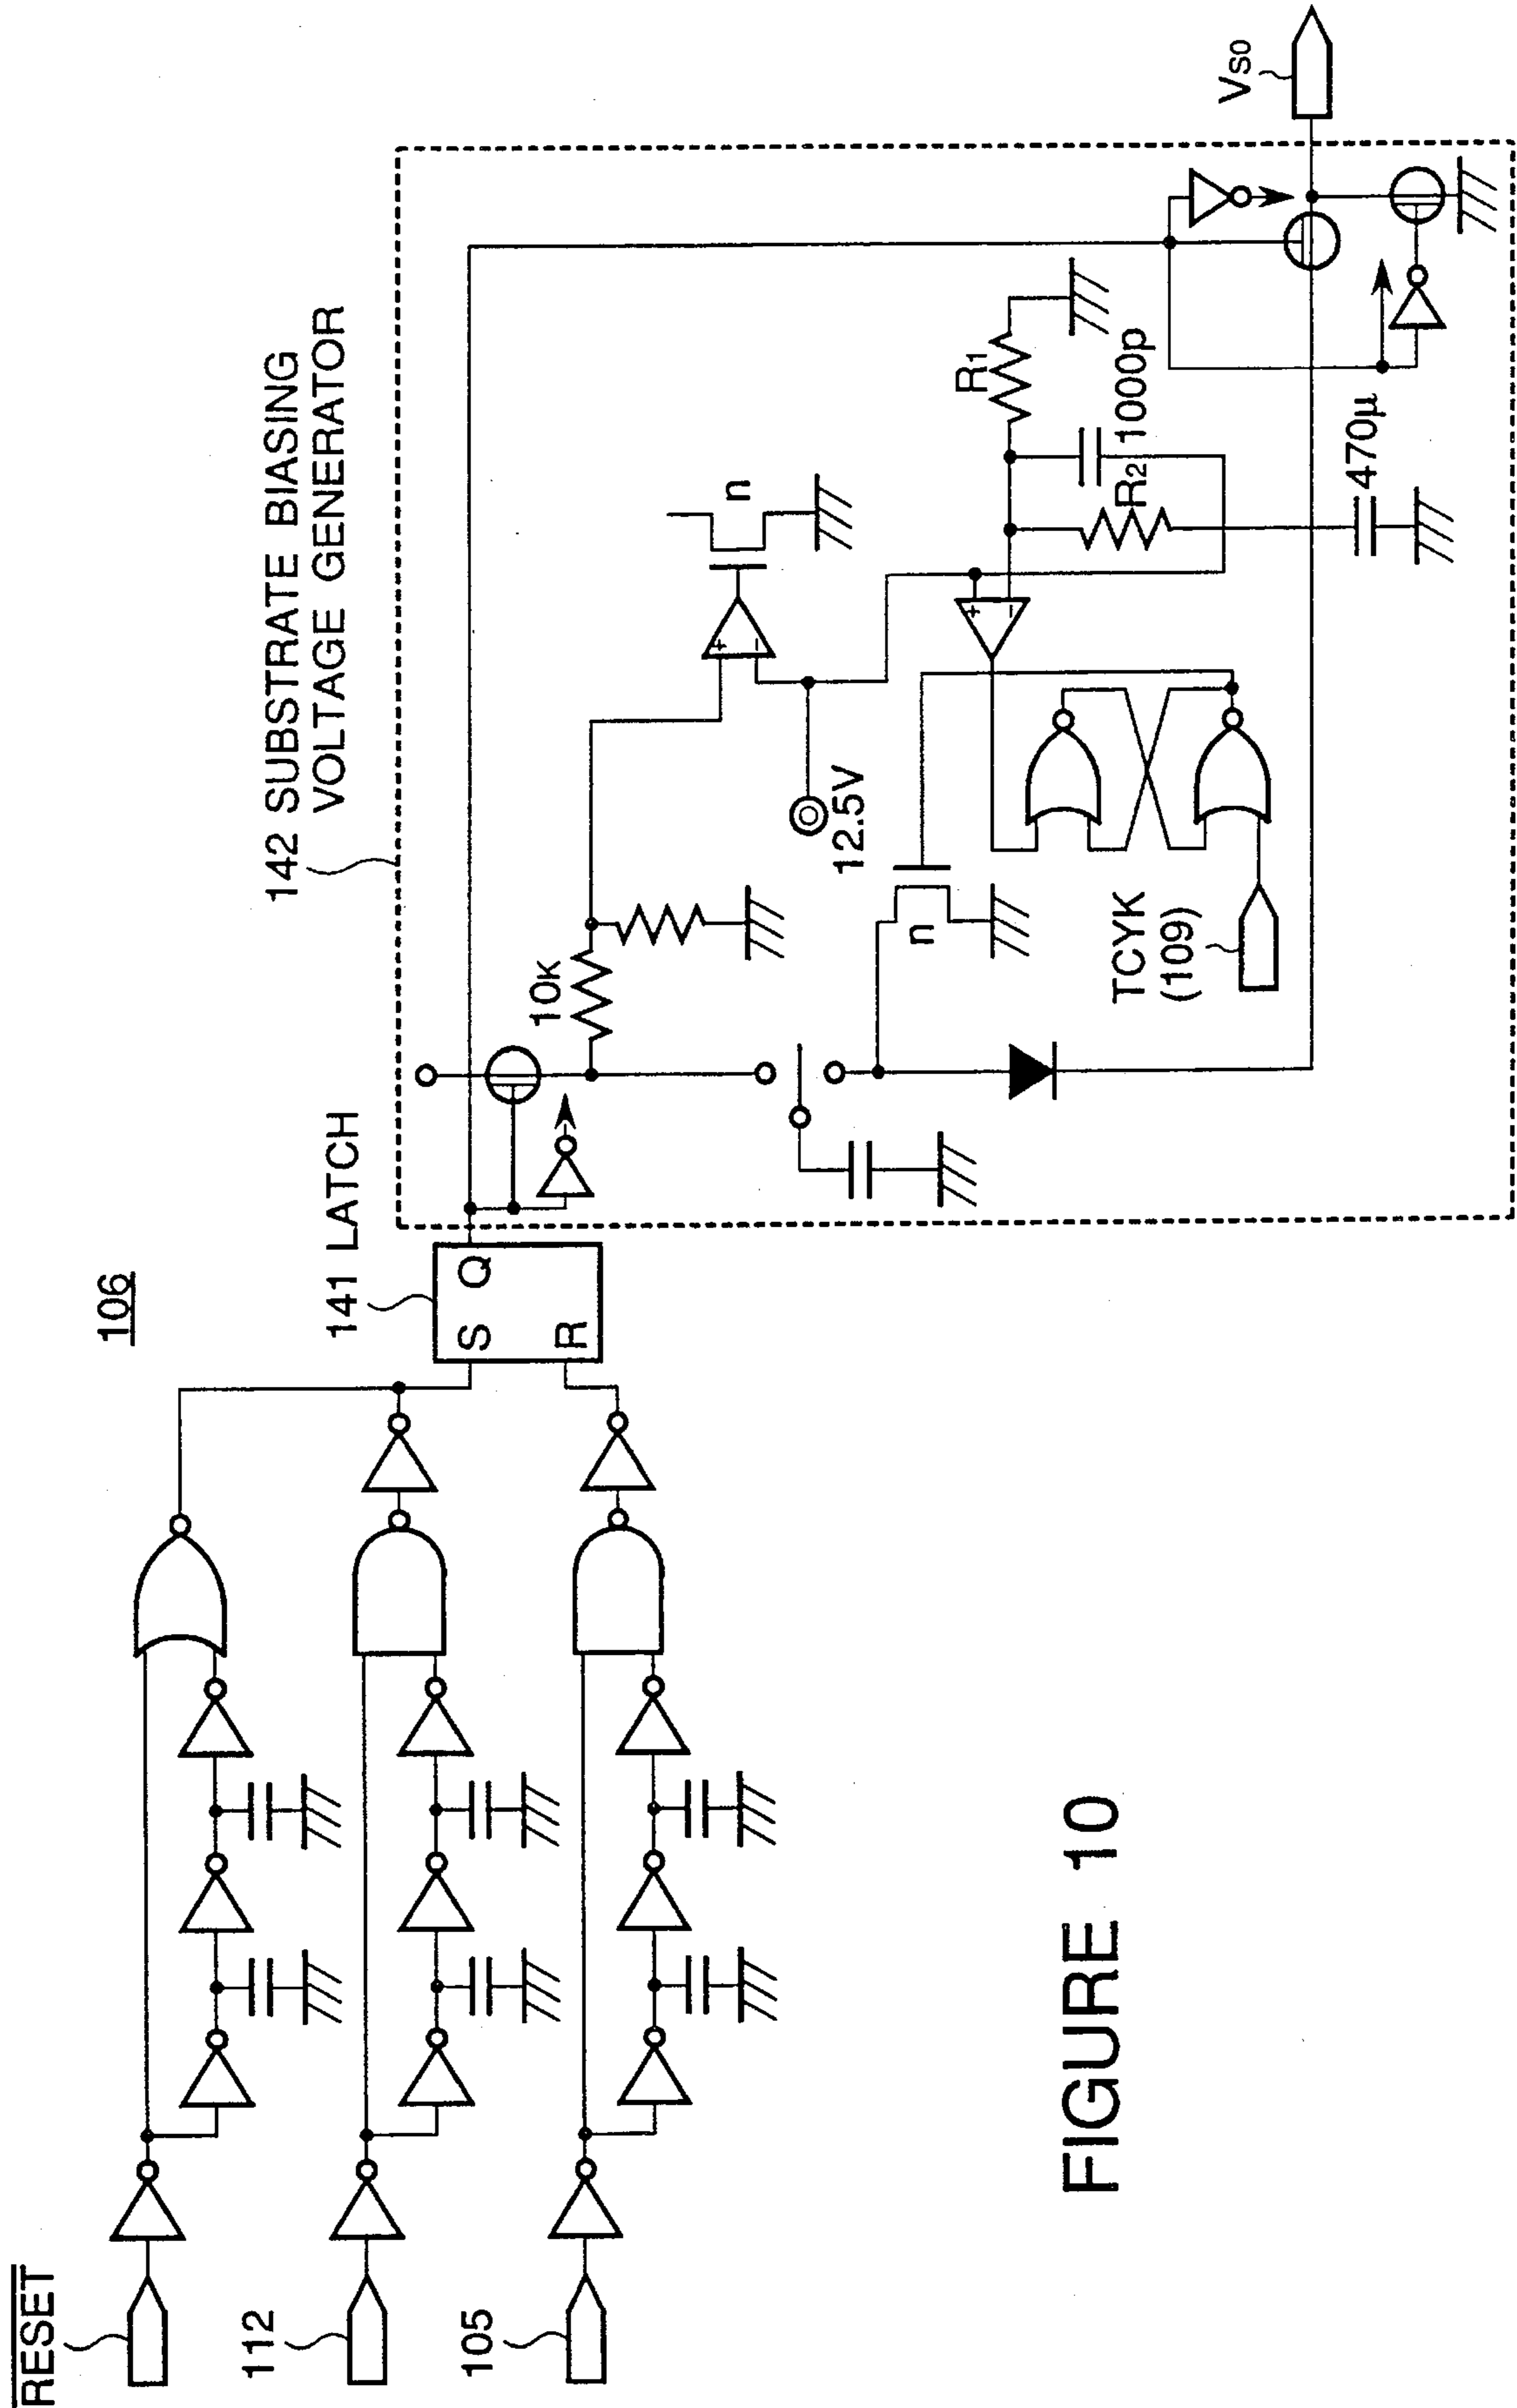 106
RESET
112
105
141 LATCH
S Q
R
142 SUBSTRATE BIASING
VOLTAGE GENERATOR
10K
n
+
−
12.5V
n
TCYK
(109)
+
−
R1
1000p
R2
470μ
VS0
FIGURE 10